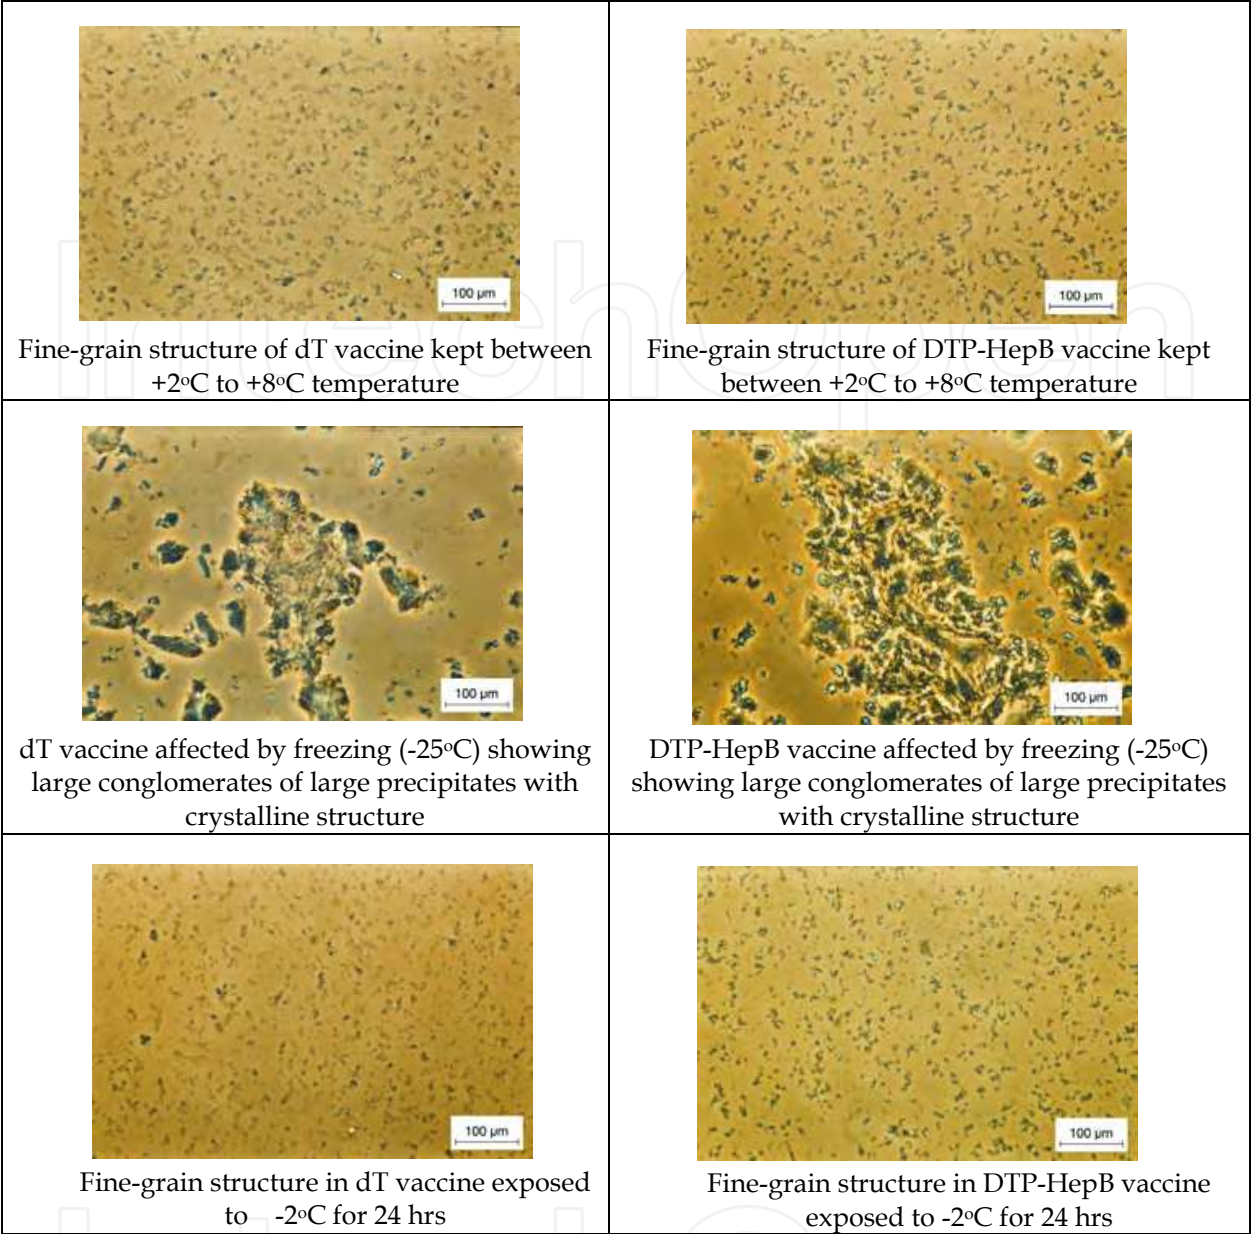 100 µm
100 µm
Fine-grain structure of dT vaccine kept between
+2ºC to +8ºC temperature
Fine-grain structure of DTP-HepB vaccine kept
between +2ºC to +8ºC temperature
100 µm
100 µm
dT vaccine affected by freezing (-25ºC) showing
large conglomerates of large precipitates with
crystalline structure
DTP-HepB vaccine affected by freezing (-25ºC)
showing large conglomerates of large precipitates
with crystalline structure
100 µm
100 µm
Fine-grain structure in dT vaccine exposed
to -2ºC for 24 hrs
Fine-grain structure in DTP-HepB vaccine
exposed to -2ºC for 24 hrs
IntechOpen